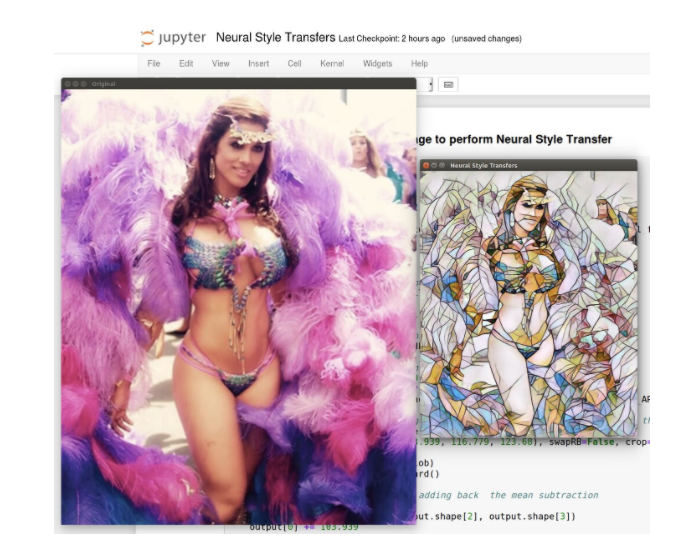 jupyter Neural Style Transfers Last Checkpoint: 2 hours ago (unsaved changes)
File Edit View Insert Cell Kernel Widgets Help
Original
ge to perform Neural Style Transfer
Neural Style Transfers
.939, 116.779, 123.68), swapRB=False, crop=
ob)
rd()
adding back the mean subtraction
ut.shape[2], output.shape[3])
output[0] += 103.939